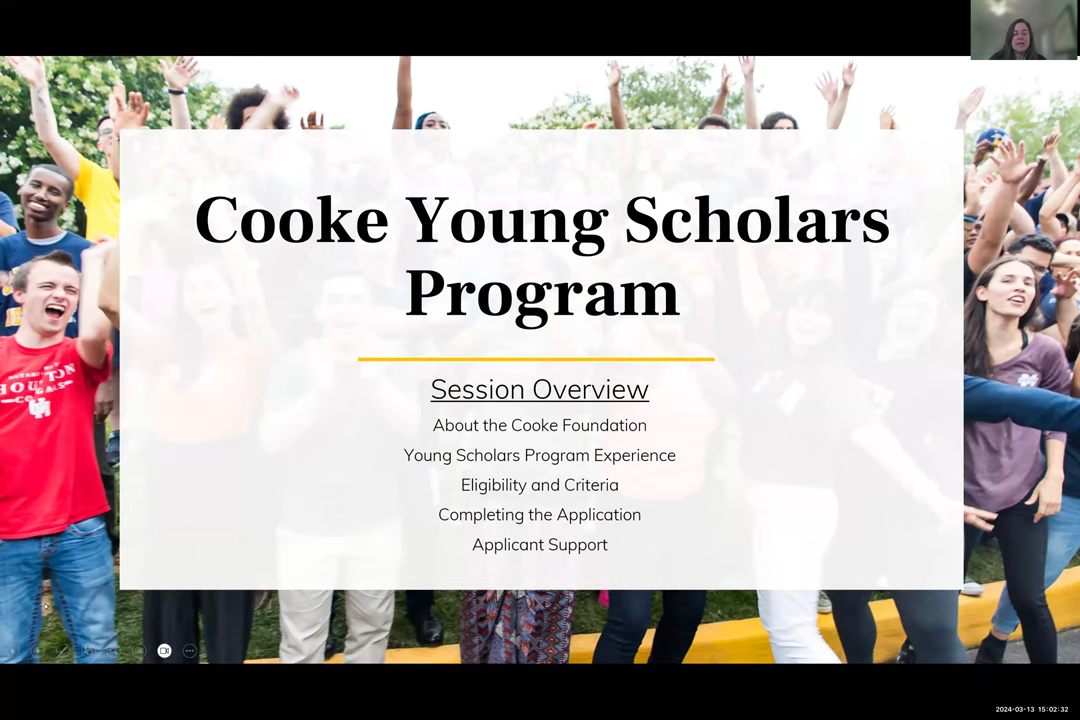 Cooke Young Scholars
Program
Session Overview
About the Cooke Foundation
Young Scholars Program Experience
Eligibility and Criteria
Completing the Application
Applicant Support
HOUSTON
2024-03-13 15:02:32